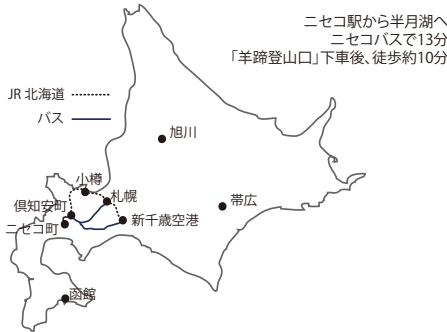 ニセコ駅から半月湖へ
ニセコバスで13分
「羊蹄登山口」下車後、徒歩約10分
JR 北海道
バス
旭川
小樽
札幌
倶知安町
帯広
ニセコ町
新千歳空港
函館